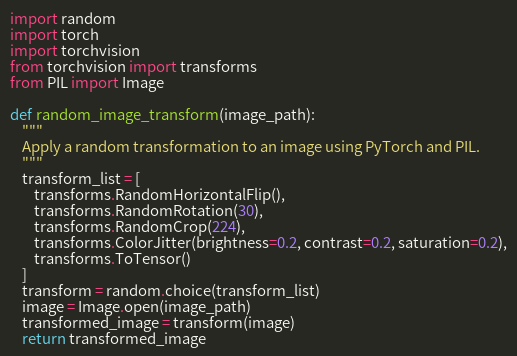 import random
import torch
import torchvision
from torchvision import transforms
from PIL import Image

def random_image_transform(image_path):
    """
    Apply a random transformation to an image using PyTorch and PIL.
    """
    transform_list = [
        transforms.RandomHorizontalFlip(),
        transforms.RandomRotation(30),
        transforms.RandomCrop(224),
        transforms.ColorJitter(brightness=0.2, contrast=0.2, saturation=0.2),
        transforms.ToTensor()
    ]
    transform = random.choice(transform_list)
    image = Image.open(image_path)
    transformed_image = transform(image)
    return transformed_image